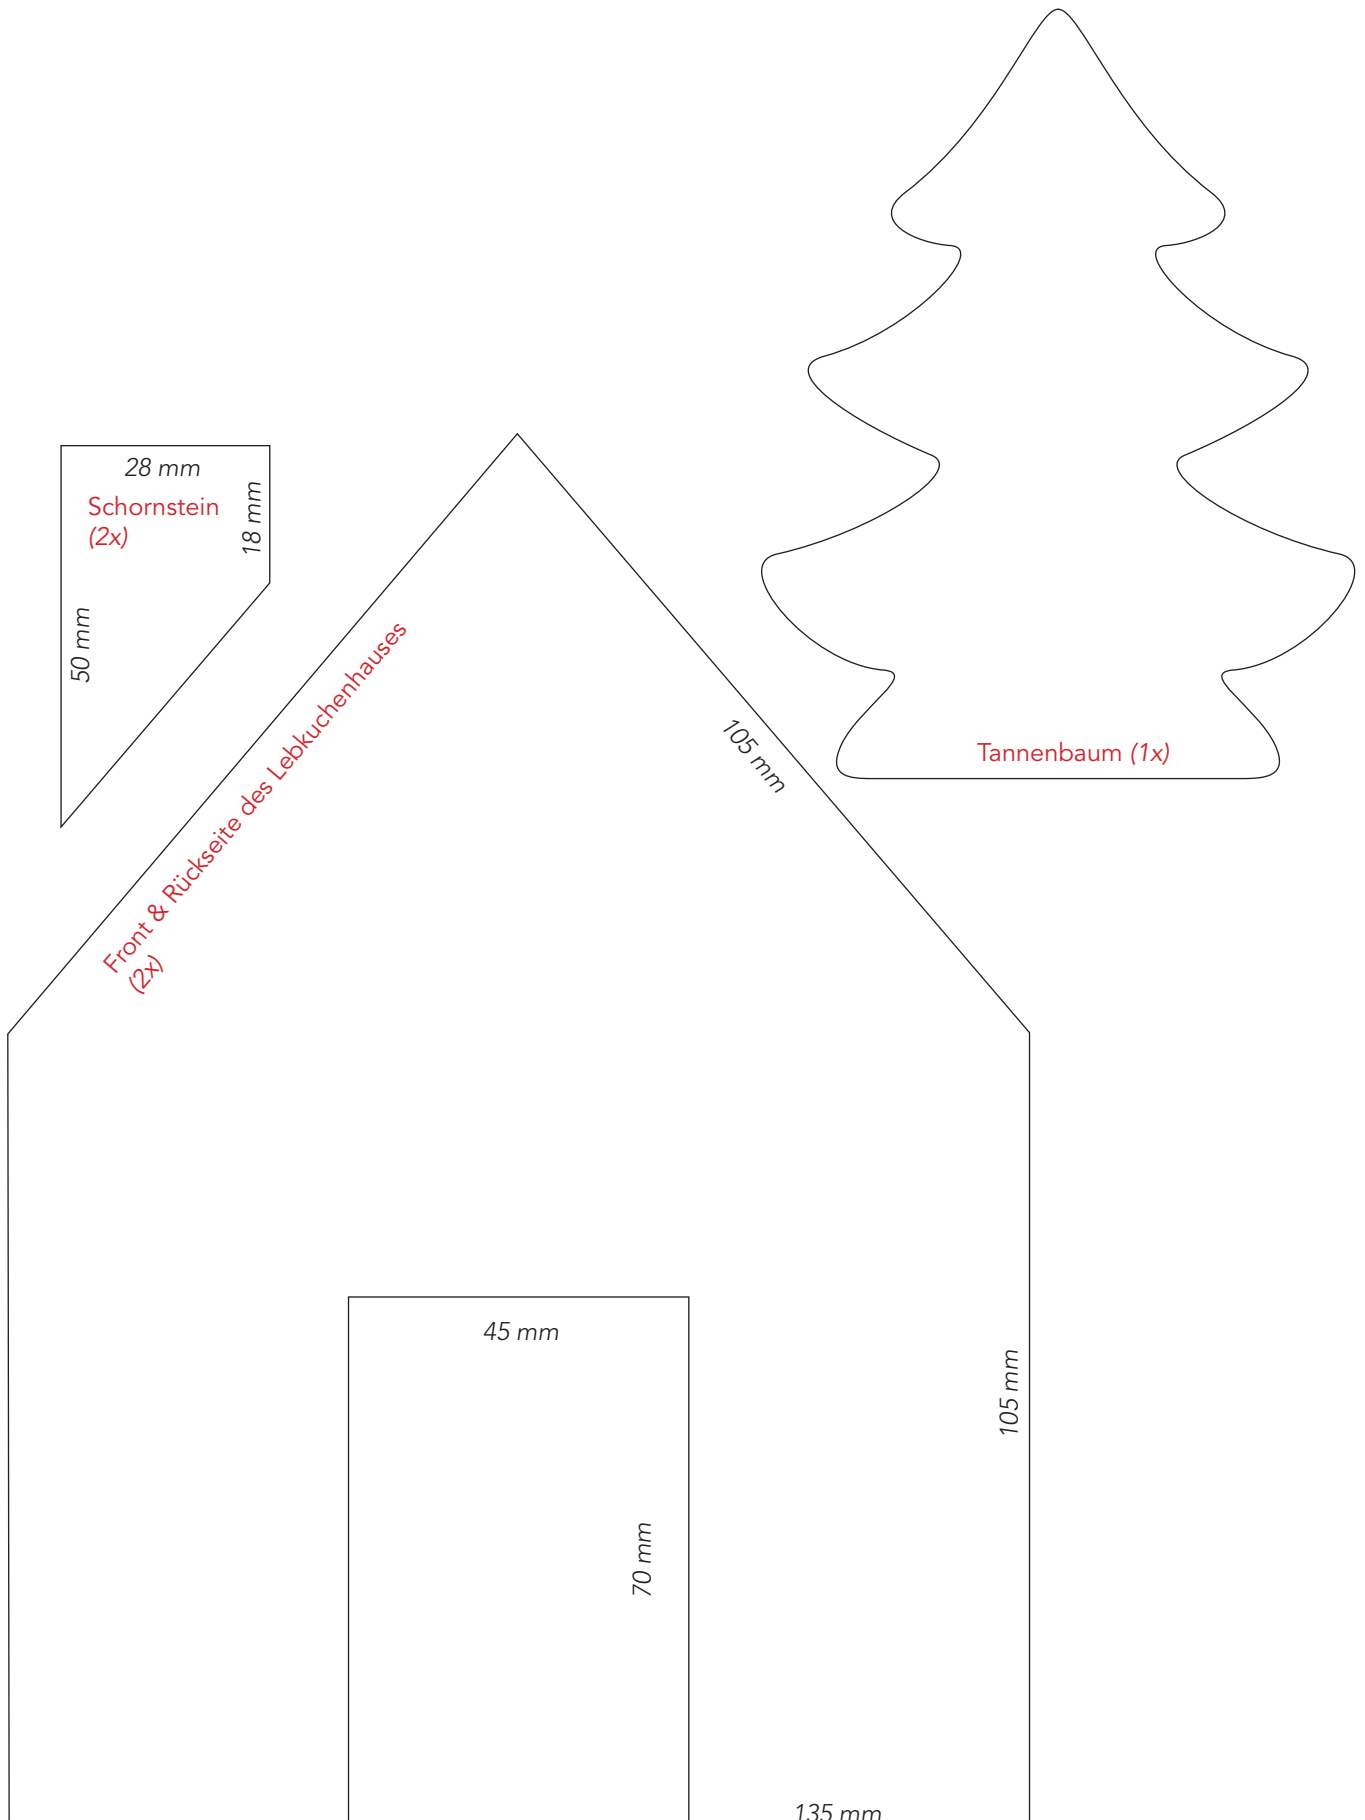 28 mm
Schornstein
(2x)
18 mm
50 mm
Front & Rückseite des Lebkuchenhauses
(2x)
105 mm
Tannenbaum (1x)
45 mm
105 mm
70 mm
135 mm